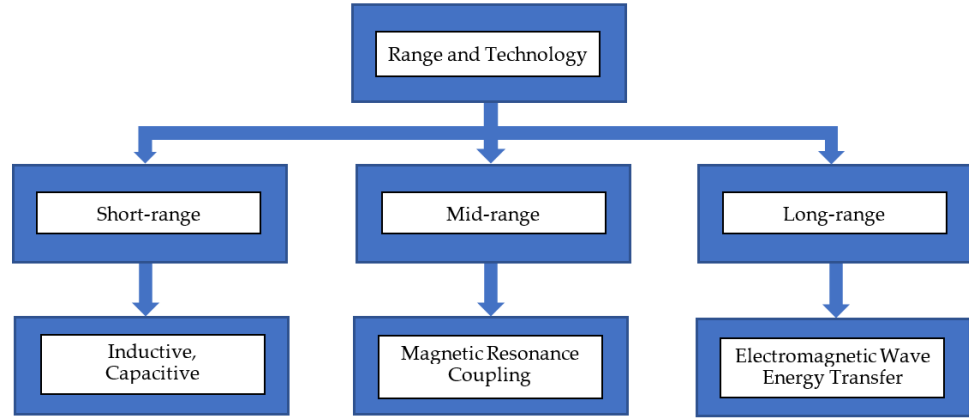 Range and Technology
Short-range
Mid-range
Long-range
Inductive,
Capacitive
Magnetic Resonance
Coupling
Electromagnetic Wave
Energy Transfer